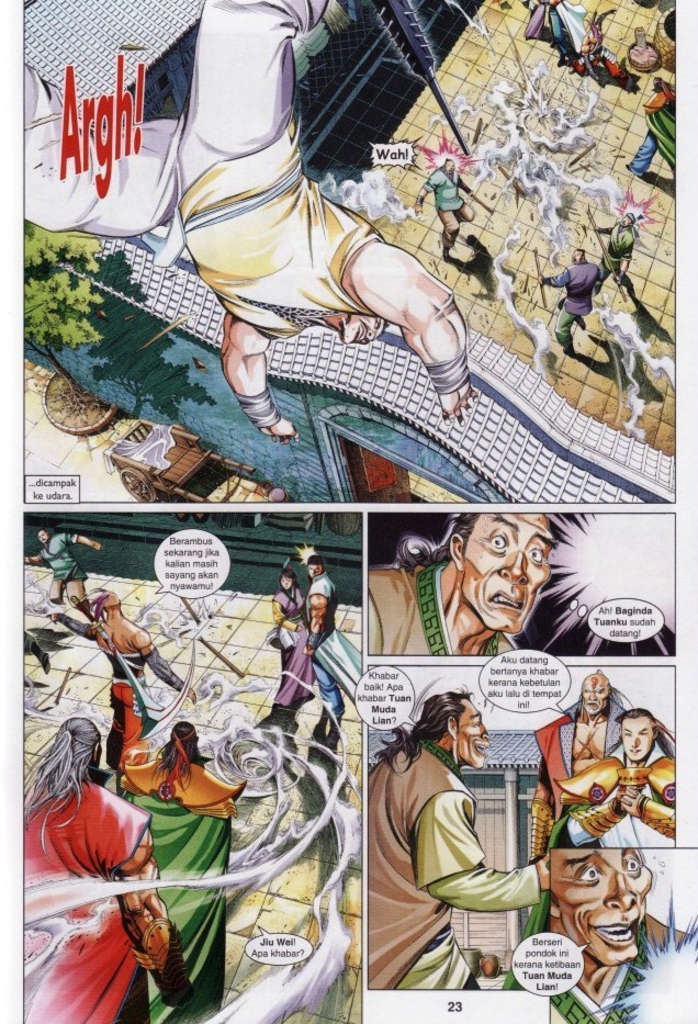 Argh!
Wah!
...dicampak
ke udara.
Berambus
sekarang jika
kalian masih
sayang akan
nyawamu!
Jiu Wei!
Apa khabar?
Ah! Baginda
Tuanku sudah
datang!
Khabar
baik! Apa
khabar Tuan
Muda
Lian?
Aku datang
bertanya khabar
kerana kebetulan
aku lalu di tempat
ini!
Berseri
pondok ini
kerana ketibaan
Tuan Muda
Lian!
23